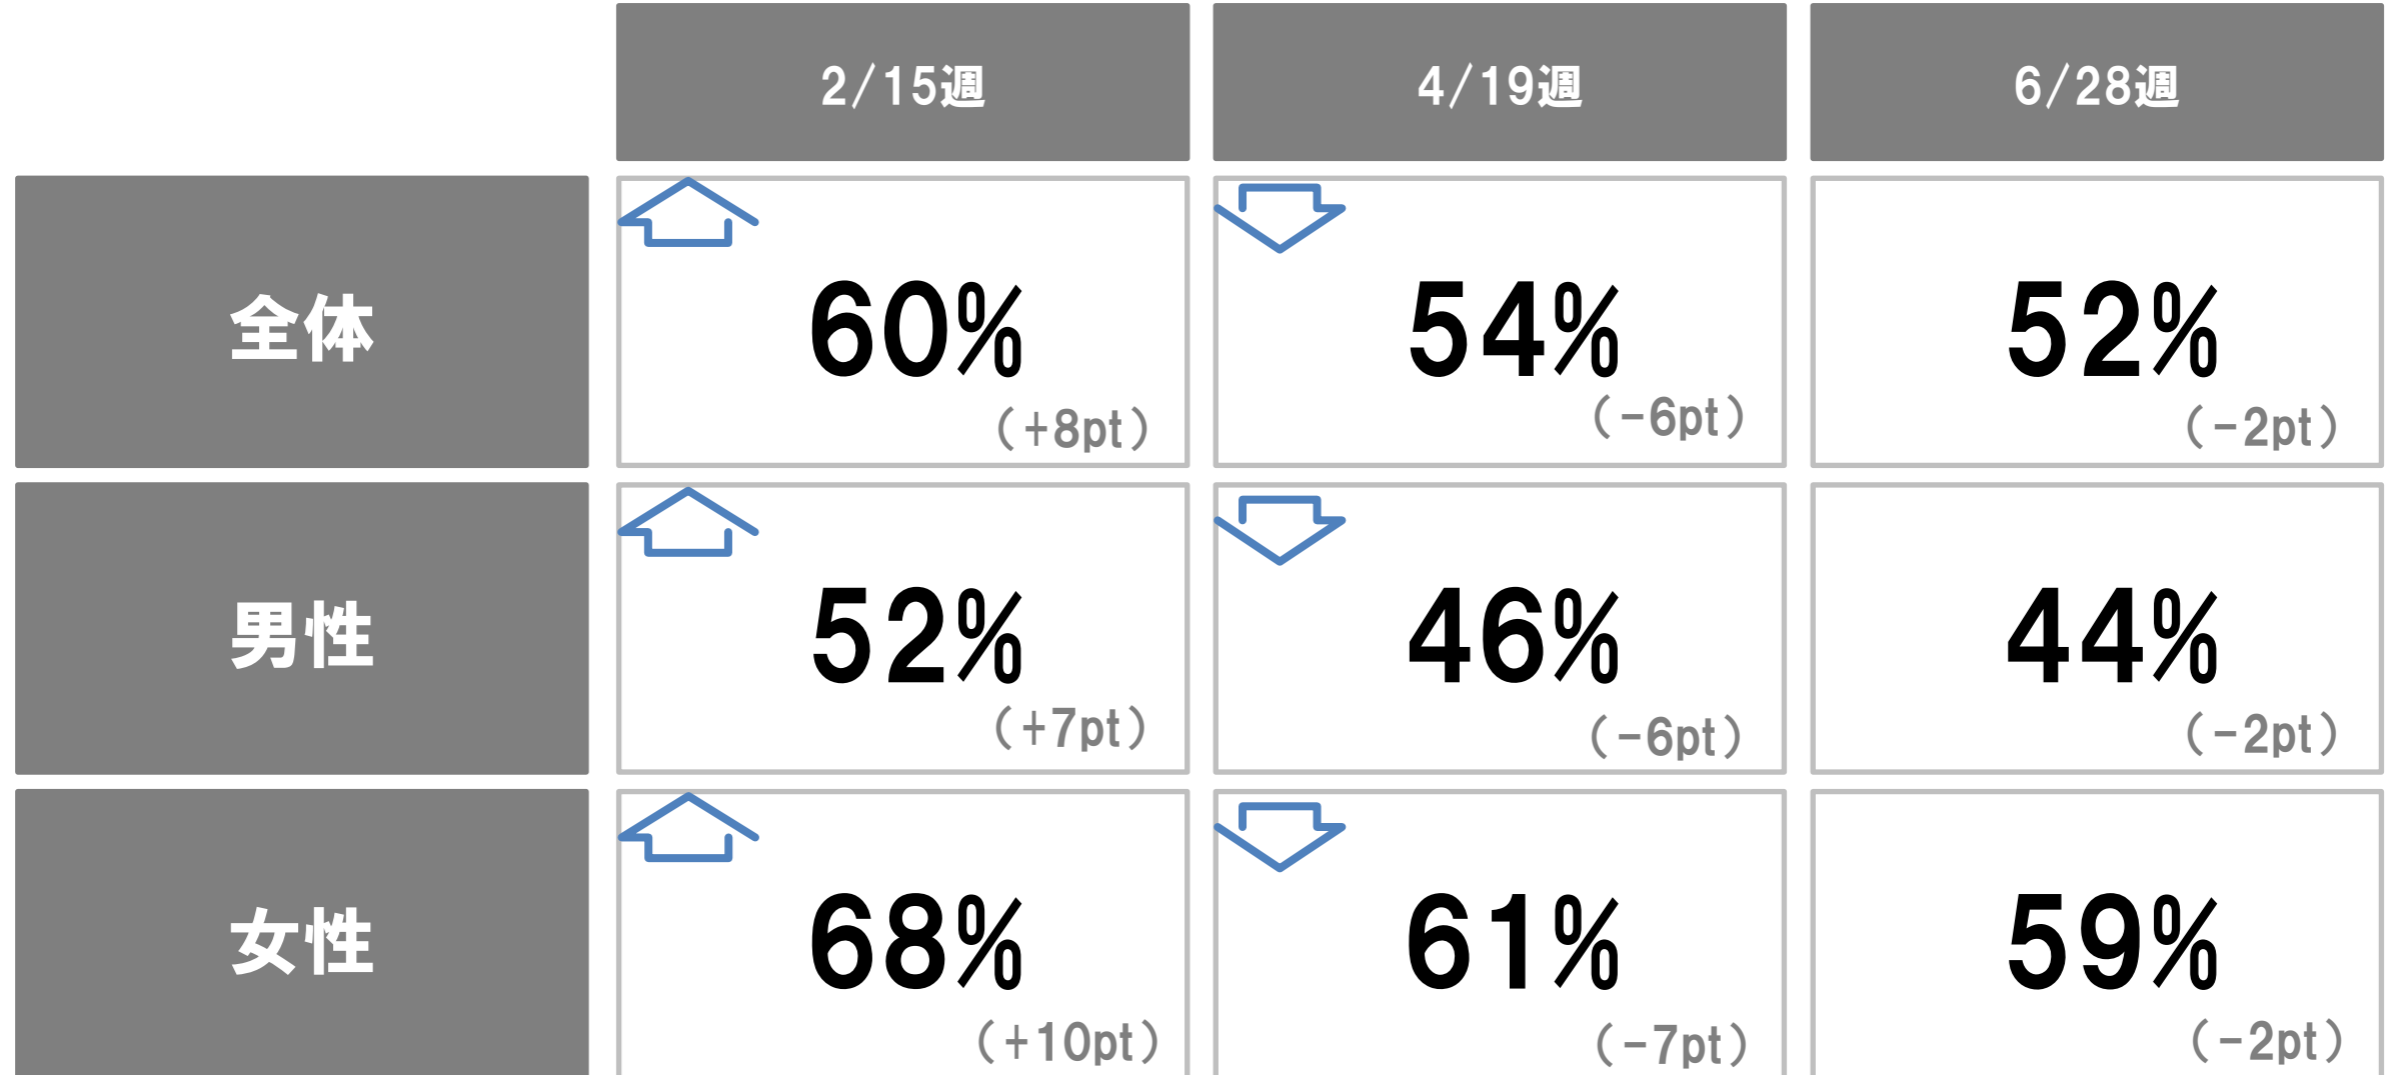 2/15週 4/19週 6/28週
全体 60% 54% 52%
(+8pt) (-6pt) (-2pt)
男性 52% 46% 44%
(+7pt) (-6pt) (-2pt)
女性 68% 61% 59%
(+10pt) (-7pt) (-2pt)